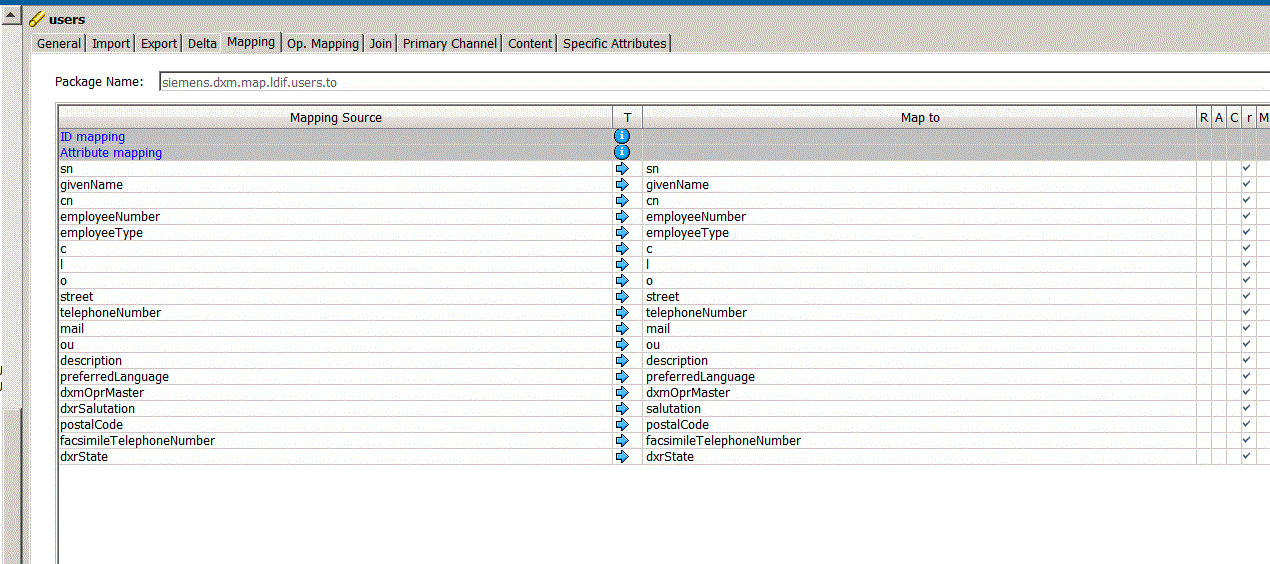 users
General Import Export Delta Mapping Op. Mapping Join Primary Channel Content Specific Attributes
Package Name: siemens.dxm.map.ldif.users.to
Mapping Source T Map to R A C r M
ID mapping
Attribute mapping
sn sn
givenName givenName
cn cn
employeeNumber employeeNumber
employeeType employeeType
c c
l l
o o
street street
telephoneNumber telephoneNumber
mail mail
ou ou
description description
preferredLanguage preferredLanguage
dxmOprMaster dxmOprMaster
dxrSalutation salutation
postalCode postalCode
facsimileTelephoneNumber facsimileTelephoneNumber
dxrState dxrState